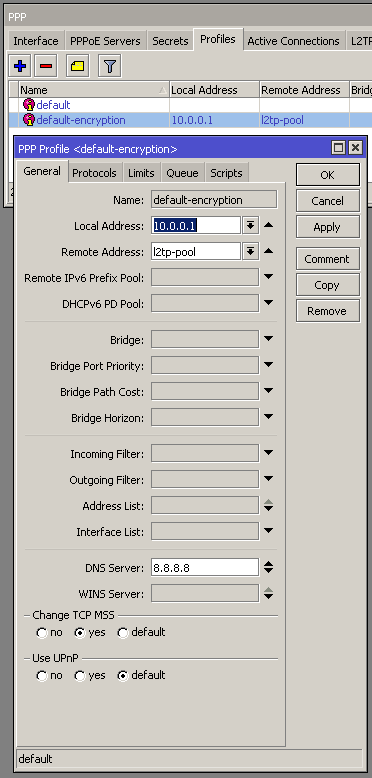 PPP
Interface PPPoE Servers Secrets Profiles Active Connections L2TP
Name Local Address Remote Address Bridg
default
default-encryption 10.0.0.1 l2tp-pool
PPP Profile <default-encryption>
General Protocols Limits Queue Scripts
OK
Name: default-encryption
Cancel
Local Address: 10.0.0.1
Apply
Remote Address: l2tp-pool
Comment
Remote IPv6 Prefix Pool:
Copy
DHCPv6 PD Pool:
Remove
Bridge:
Bridge Port Priority:
Bridge Path Cost:
Bridge Horizon:
Incoming Filter:
Outgoing Filter:
Address List:
Interface List:
DNS Server: 8.8.8.8
WINS Server:
Change TCP MSS
no yes default
Use UPnP
no yes default
default